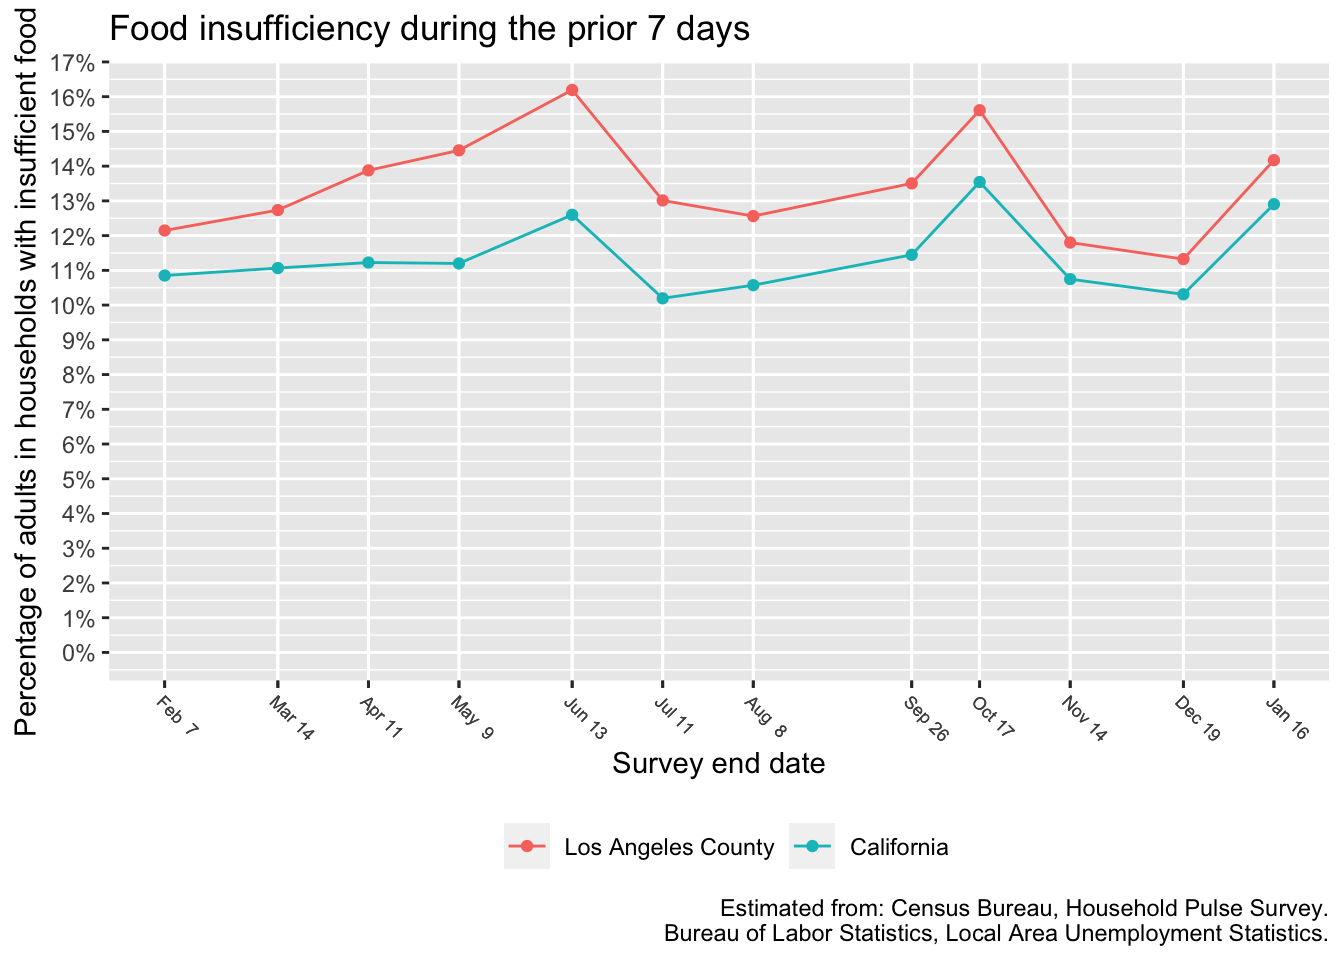 Food insufficiency during the prior 7 days
Percentage of adults in households with insufficient food
17%
16%
15%
14%
13%
12%
11%
10%
9%
8%
7%
6%
5%
4%
3%
2%
1%
0%
Feb 7
Mar 14
Apr 11
May 9
Jun 13
Jul 11
Aug 8
Sep 26
Oct 17
Nov 14
Dec 19
Jan 16
Survey end date
Los Angeles County
California
Estimated from: Census Bureau, Household Pulse Survey.
Bureau of Labor Statistics, Local Area Unemployment Statistics.